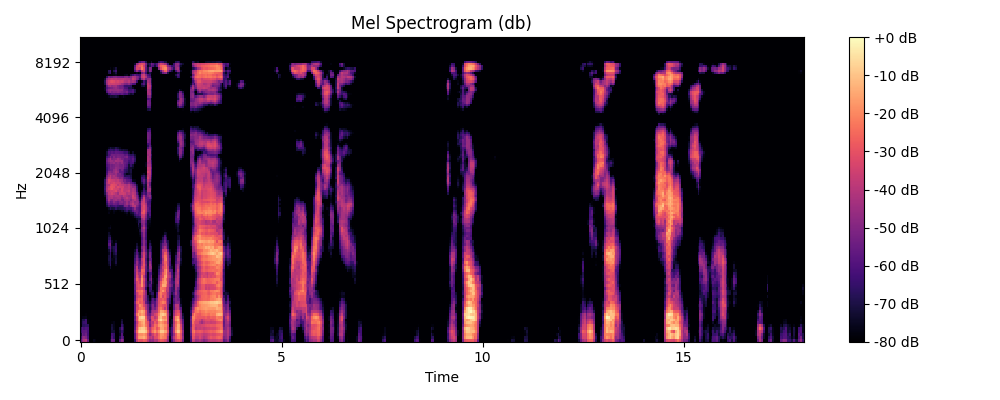 Mel Spectrogram (db)
8192
4096
2048
1024
512
0
Hz
0
5
10
15
Time
+0 dB
-10 dB
-20 dB
-30 dB
-40 dB
-50 dB
-60 dB
-70 dB
-80 dB